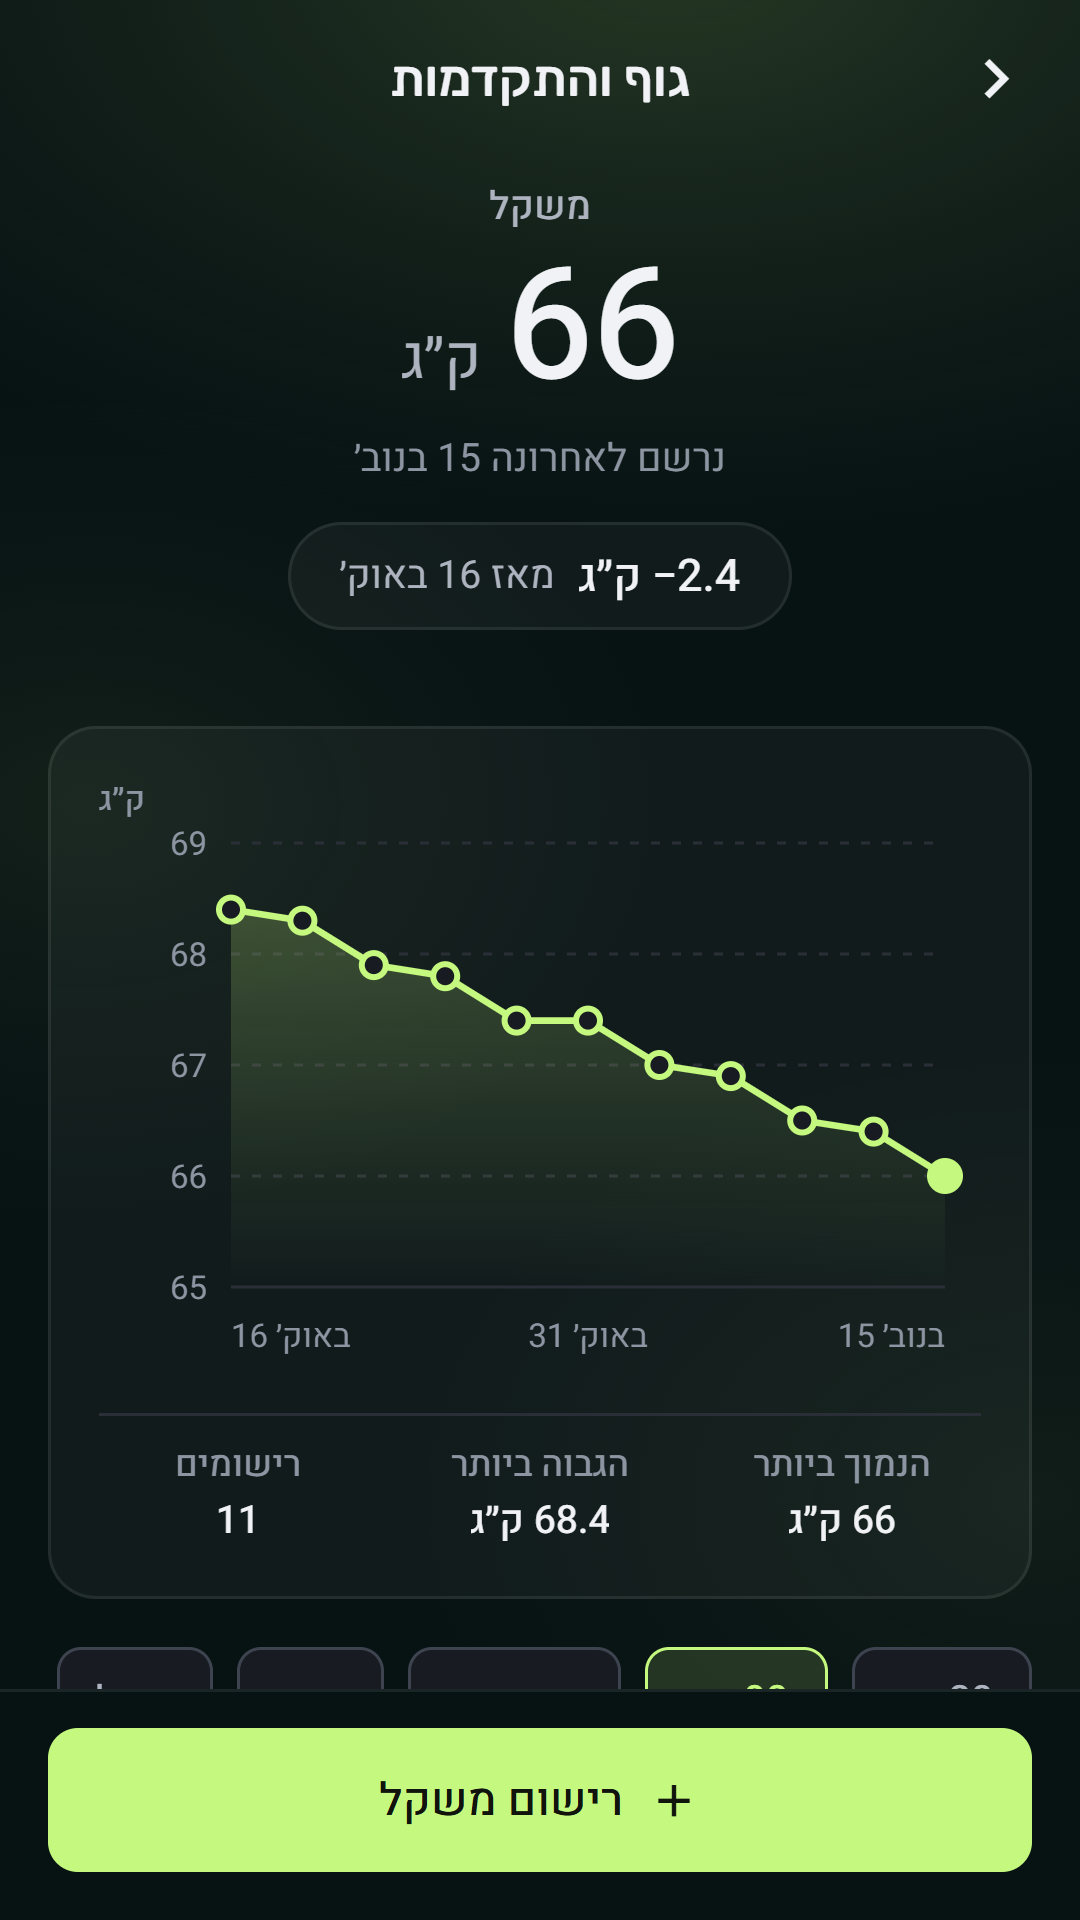 גוף והתקדמות
משקל
66 ק״ג
נרשם לאחרונה 15 בנוב׳
−2.4 ק״ג מאז 16 באוק׳
ק״ג
69
68
67
66
65
16 באוק׳
31 באוק׳
15 בנוב׳
הנמוך ביותר
66 ק״ג
הגבוה ביותר
68.4 ק״ג
רישומים
11
+ רישום משקל